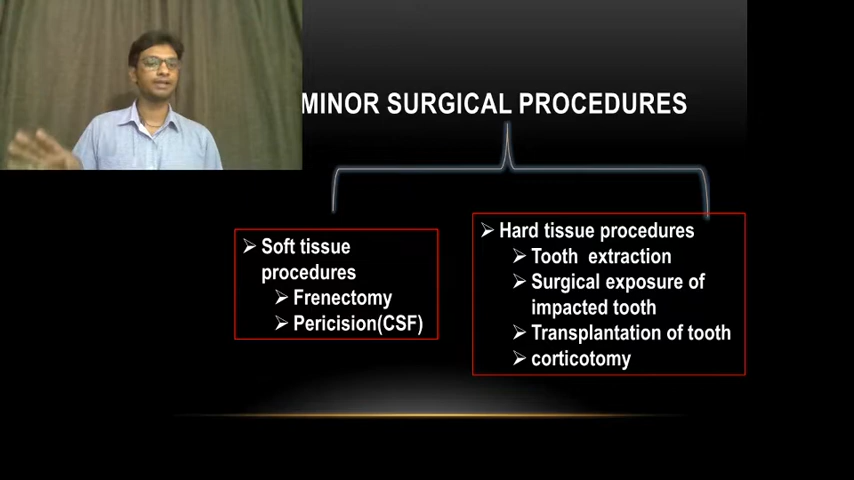 MINOR SURGICAL PROCEDURES
Soft tissue
procedures
Frenectomy
Pericision(CSF)
Hard tissue procedures
Tooth extraction
Surgical exposure of
impacted tooth
Transplantation of tooth
corticotomy